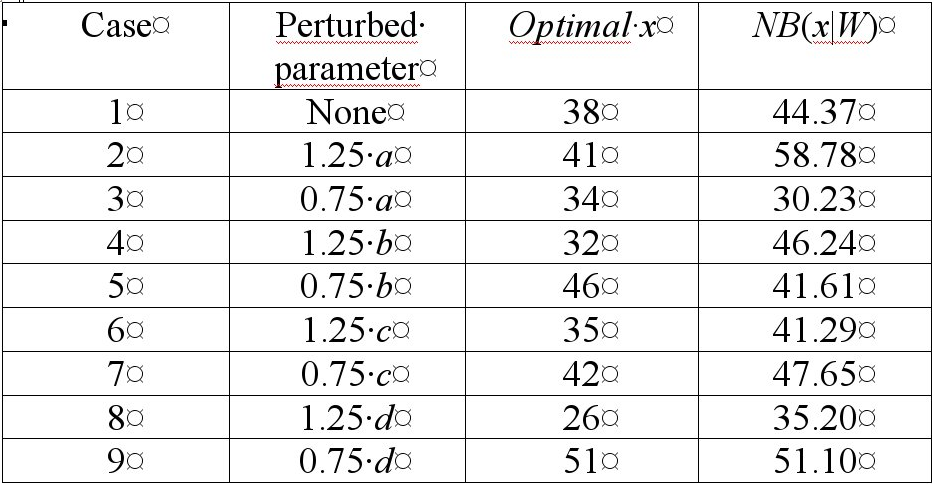 Case¤ Perturbed· parameter¤ Optimal·x¤ NB(x|W)¤
1¤ None¤ 38¤ 44.37¤
2¤ 1.25·a¤ 41¤ 58.78¤
3¤ 0.75·a¤ 34¤ 30.23¤
4¤ 1.25·b¤ 32¤ 46.24¤
5¤ 0.75·b¤ 46¤ 41.61¤
6¤ 1.25·c¤ 35¤ 41.29¤
7¤ 0.75·c¤ 42¤ 47.65¤
8¤ 1.25·d¤ 26¤ 35.20¤
9¤ 0.75·d¤ 51¤ 51.10¤